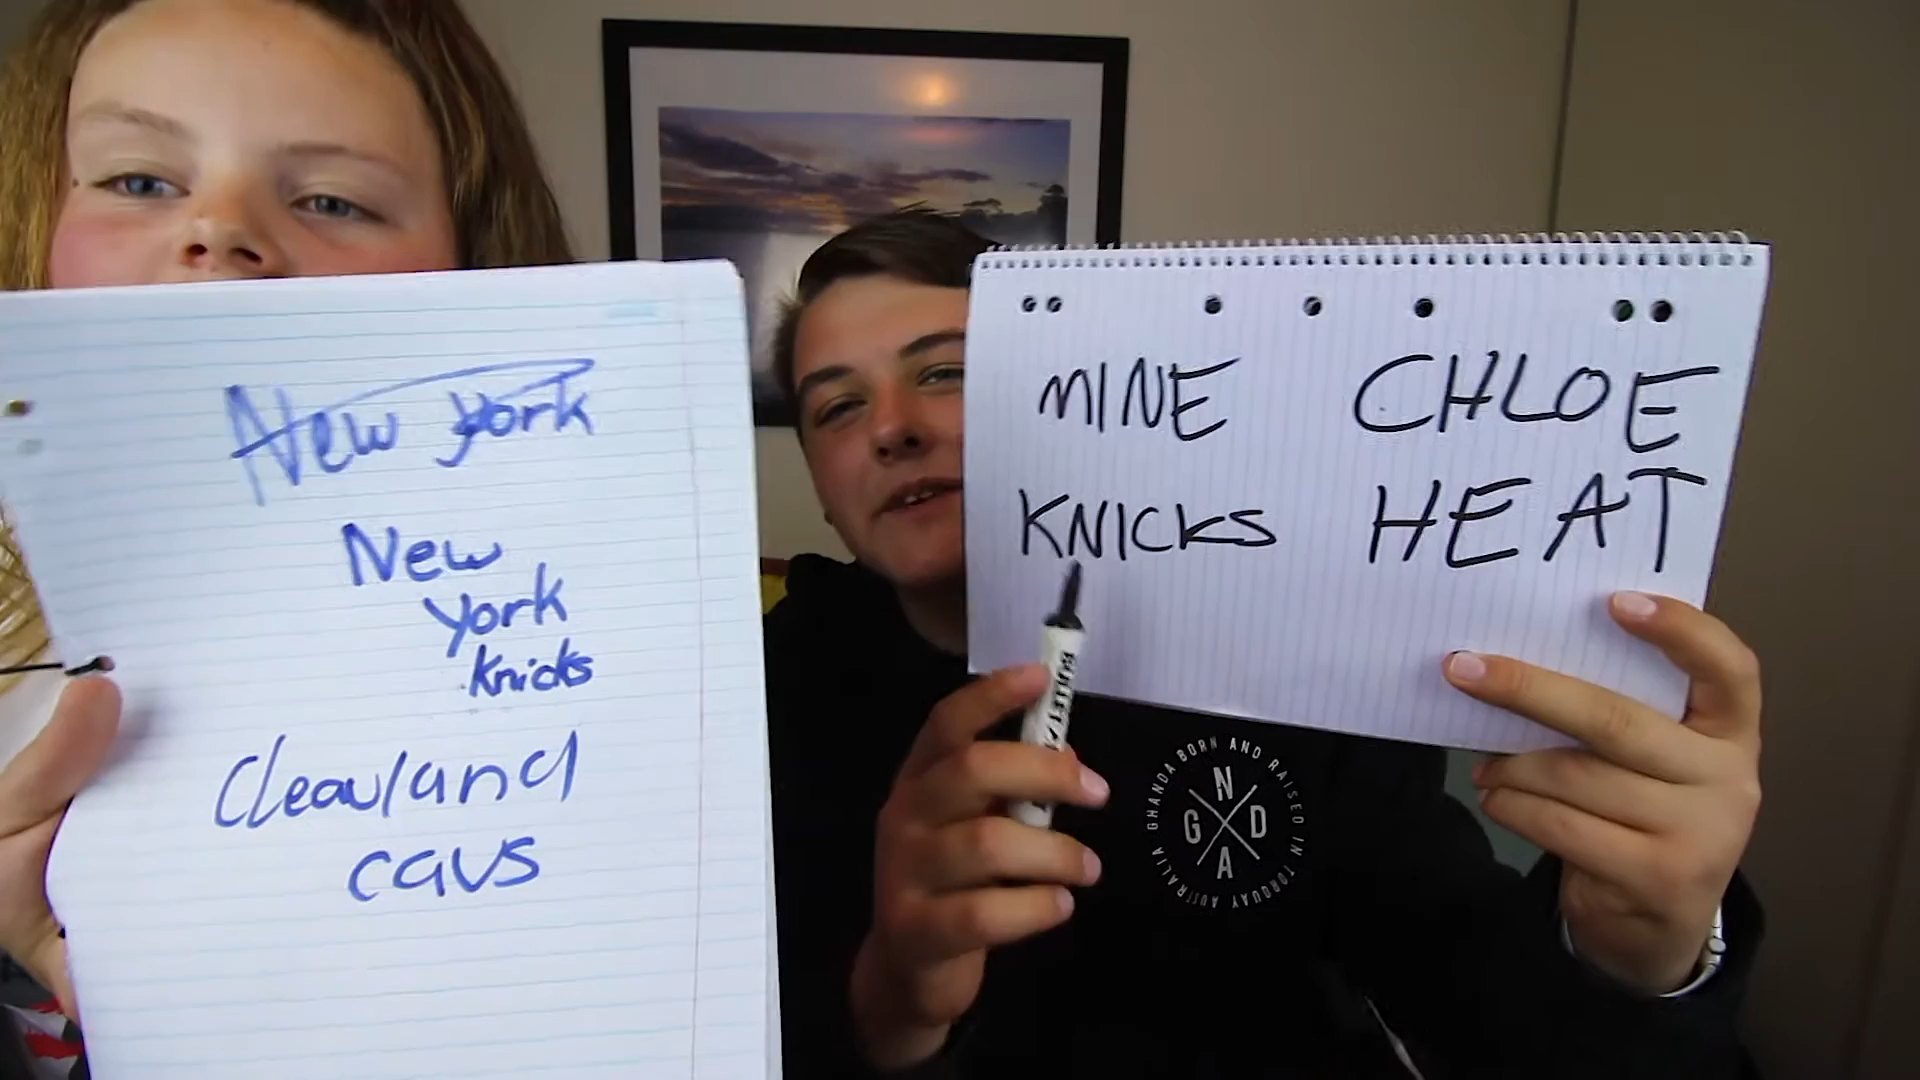 New york
New
york
knicks
Cleavland
cavs
MINE CHLOE
KNICKS HEAT
GHANDA BORN AND RAISED IN TORQUAY AUSTRALIA
N
G D
A